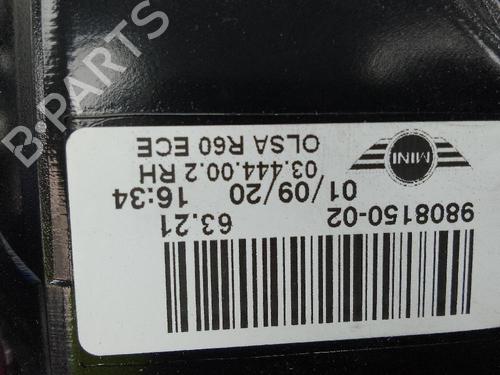 OLSA R60 ECE
03.444.00.2 RH
01/09/20 16:34
MINI
63.21
9808150-02
B-PARTS